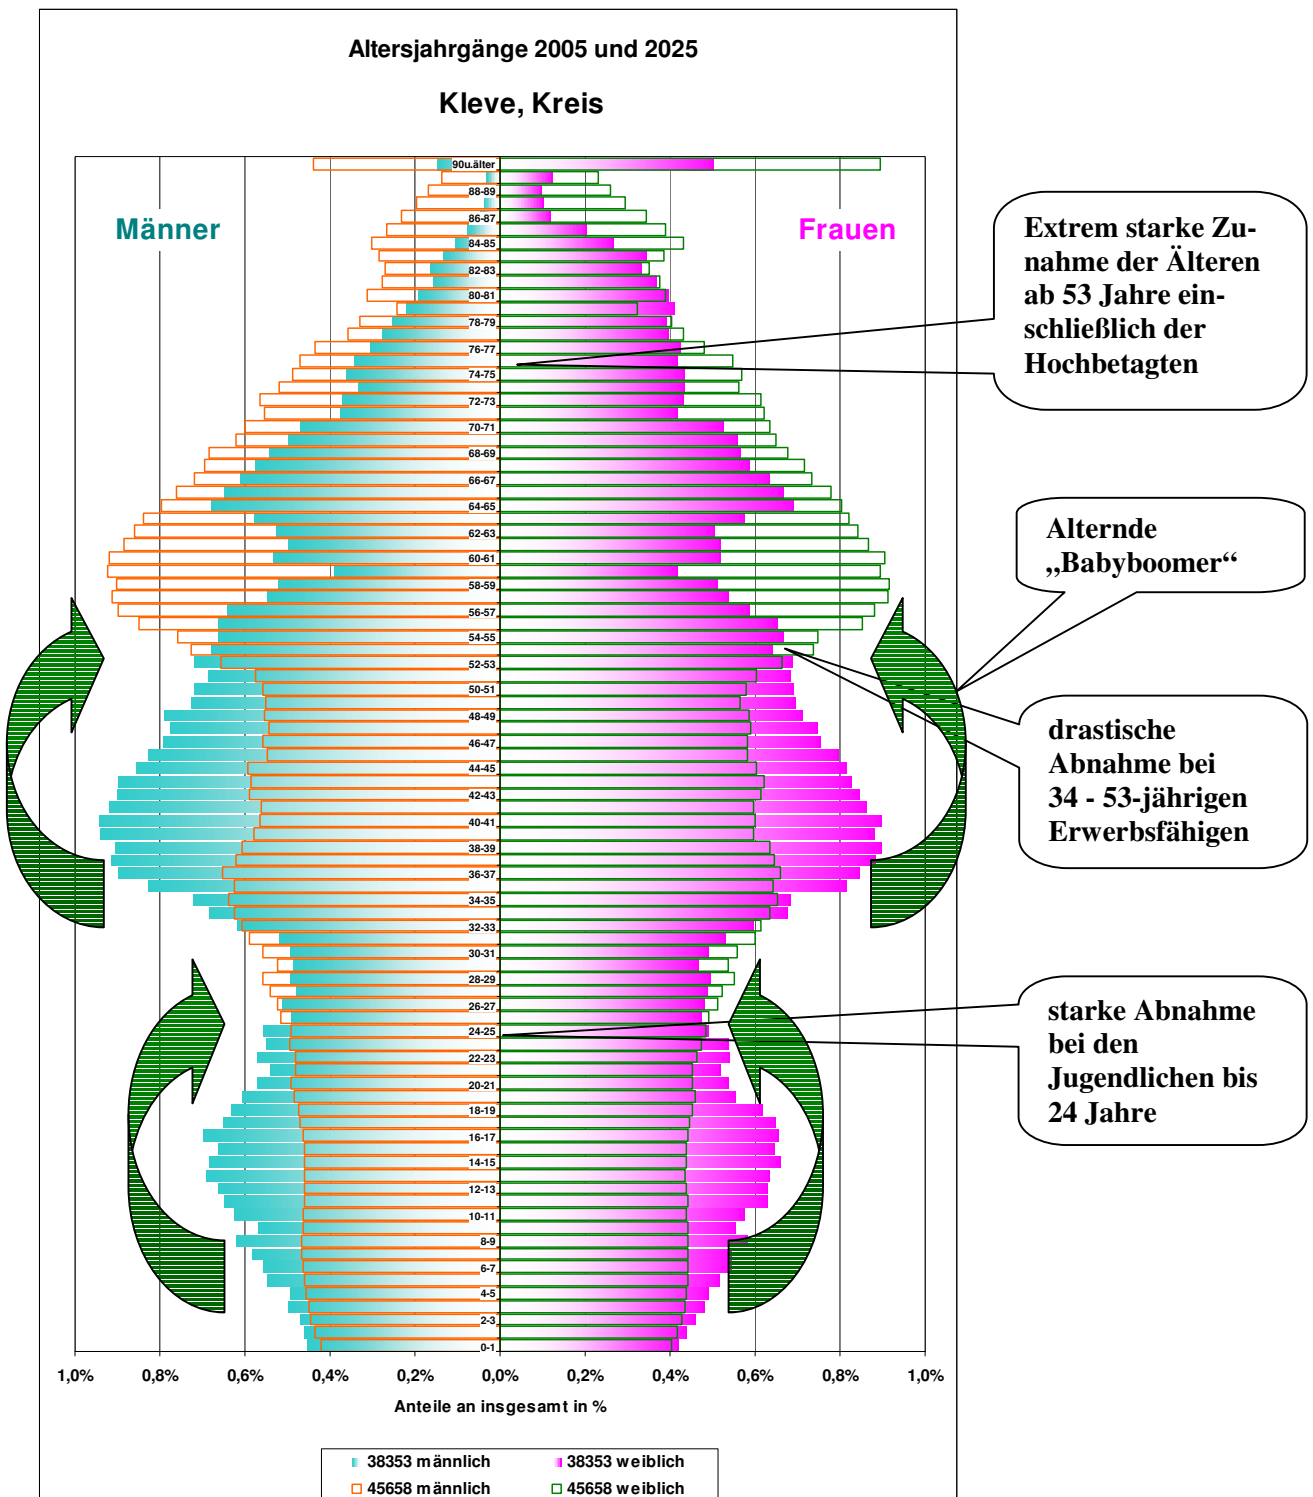 Altersjahrgänge 2005 und 2025
Kleve, Kreis
Männer
Frauen
90u.älter
88-89
86-87
84-85
82-83
80-81
78-79
76-77
74-75
72-73
70-71
68-69
66-67
64-65
62-63
60-61
58-59
56-57
54-55
52-53
50-51
48-49
46-47
44-45
42-43
40-41
38-39
36-37
34-35
32-33
30-31
28-29
26-27
24-25
22-23
20-21
18-19
16-17
14-15
12-13
10-11
8-9
6-7
4-5
2-3
0-1
1,0% 0,8% 0,6% 0,4% 0,2% 0,0% 0,2% 0,4% 0,6% 0,8% 1,0%
Anteile an insgesamt in %
38353 männlich 38353 weiblich
45658 männlich 45658 weiblich
Extrem starke Zu-
nahme der Älteren
ab 53 Jahre ein-
schließlich der
Hochbetagten
Alternde
„Babyboomer“
drastische
Abnahme bei
34 - 53-jährigen
Erwerbsfähigen
starke Abnahme
bei den
Jugendlichen bis
24 Jahre